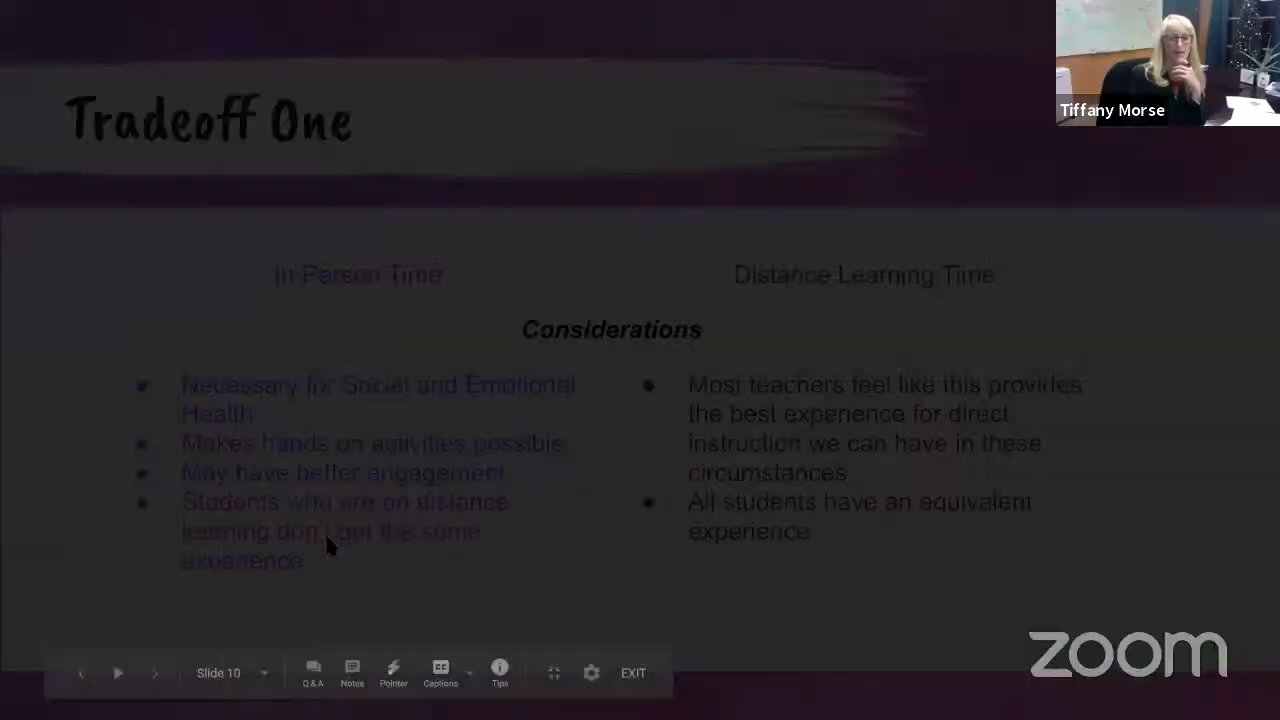 Tradeoff One
Tiffany Morse
In Person Time
Distance Learning Time
Considerations
Necessary for Social and Emotional
Health
Makes hands on activities possible
May have better engagement
Students who are on distance
learning don't get the same
experience
Most teachers feel like this provides
the best experience for direct
instruction we can have in these
circumstances
All students have an equivalent
experience
zoom
Slide 10
Q&A
Notes
Pointer
Captions
CC
Tips
EXIT